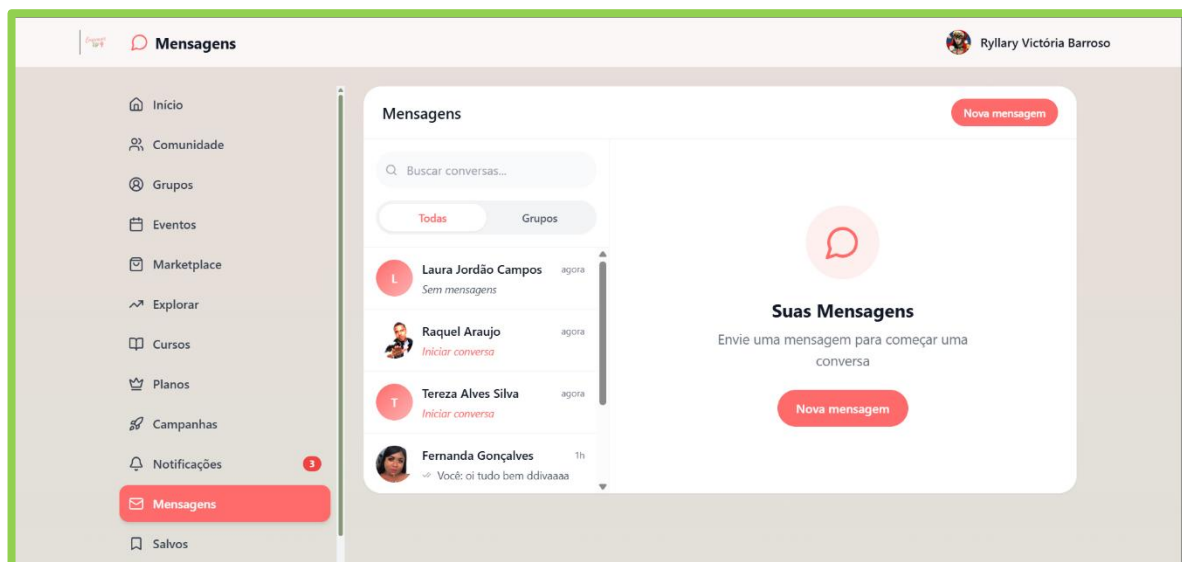 Mensagens
Ryllary Victória Barroso
Início
Comunidade
Grupos
Eventos
Marketplace
Explorar
Cursos
Planos
Campanhas
Notificações
3
Mensagens
Salvos
Mensagens
Nova mensagem
Buscar conversas...
Todas
Grupos
L
Laura Jordão Campos
agora
Sem mensagens
Raquel Araujo
agora
Iniciar conversa
T
Tereza Alves Silva
agora
Iniciar conversa
Fernanda Gonçalves
1h
Você: oi tudo bem ddivaaaa
Suas Mensagens
Envie uma mensagem para começar uma
conversa
Nova mensagem